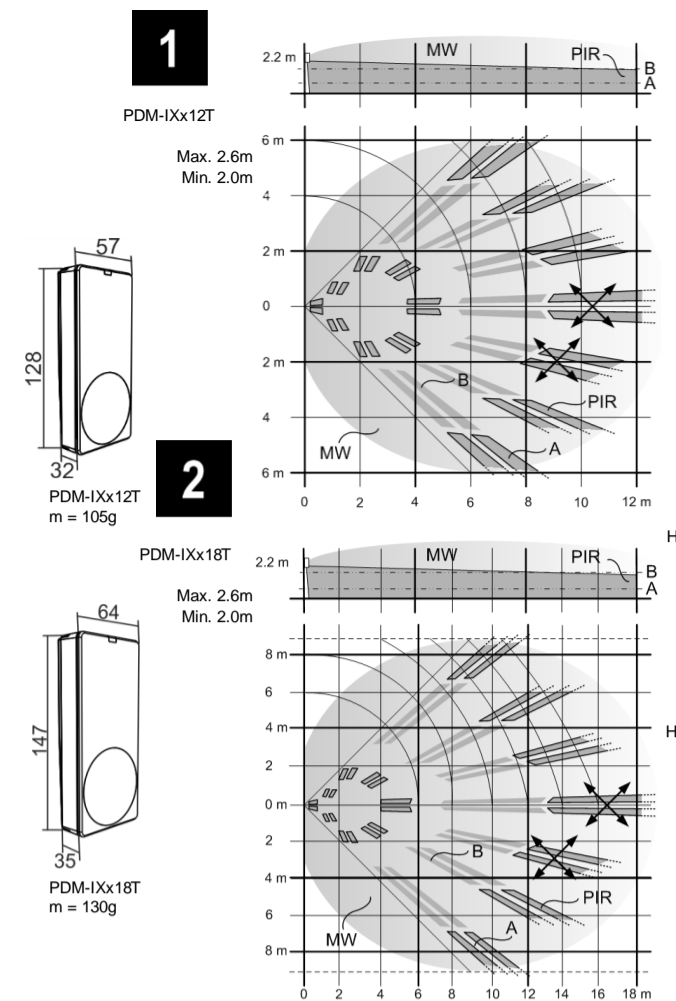 1
PDM-IXx12T
Max. 2.6m
Min. 2.0m
2.2 m
MW
PIR
B
A
6 m
4
2 m
0
2 m
4
6 m
B
PIR
A
MW
0 2 4 6 8 10 12 m
57
128
32
PDM-IXx12T
m = 105g
2
PDM-IXx18T
Max. 2.6m
Min. 2.0m
2.2 m
MW
PIR
B
A
H
8 m
6
4 m
2
0 m
2
4 m
6
8 m
H
B
PIR
A
MW
0 2 4 6 8 10 12 14 16 18 m
64
147
35
PDM-IXx18T
m = 130g